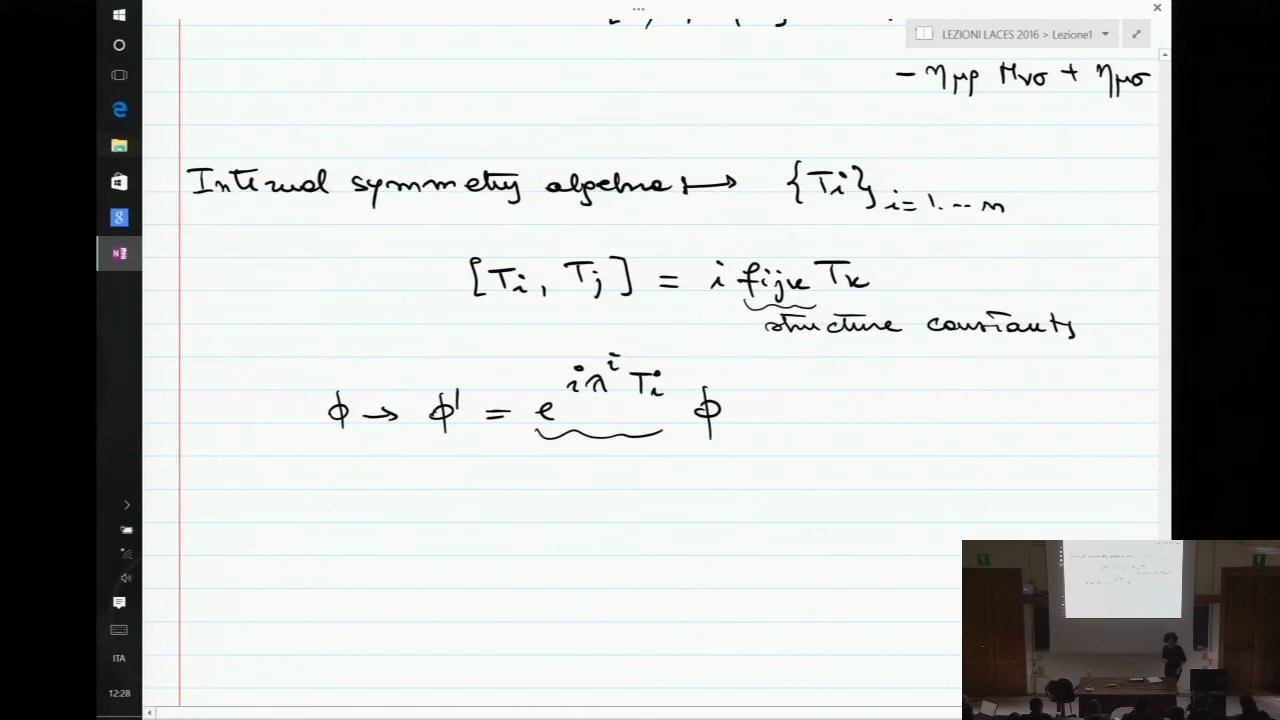 LEZIONI LACES 2016 > Lezione1
- ημρ Mνσ + ημσ
Internal symmetry algebra ⟼ {Ti}i=1...n
[Ti, Tj] = i fijk Tk
structure constants
ϕ → ϕ' = e^{iλ^i Ti} ϕ
ITA
12:28